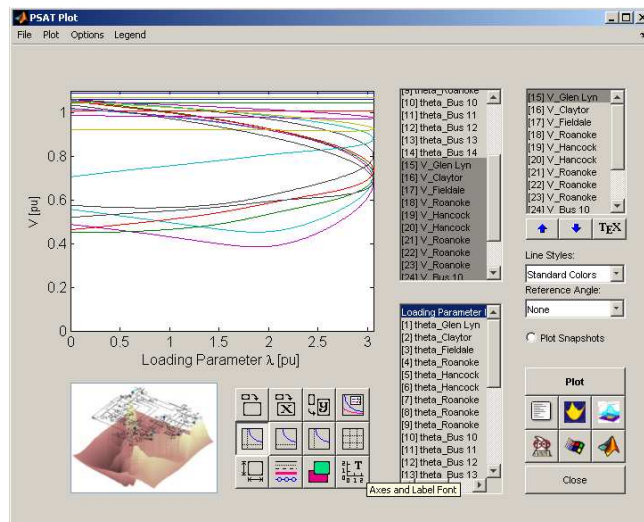 PSAT Plot
File Plot Options Legend
1
0.8
0.6
0.4
0.2
0
V [pu]
0 0.5 1 1.5 2 2.5 3
Loading Parameter λ [pu]
[9] theta_Roanoke
[10] theta_Bus 10
[11] theta_Bus 11
[12] theta_Bus 12
[13] theta_Bus 13
[14] theta_Bus 14
[15] V_Glen Lyn
[16] V_Claytor
[17] V_Fieldale
[18] V_Roanoke
[19] V_Hancock
[20] V_Hancock
[21] V_Roanoke
[22] V_Roanoke
[23] V_Roanoke
[24] V_Bus 10
Loading Parameter
[1] theta_Glen Lyn
[2] theta_Claytor
[3] theta_Fieldale
[4] theta_Roanoke
[5] theta_Hancock
[6] theta_Hancock
[7] theta_Roanoke
[8] theta_Roanoke
[9] theta_Roanoke
[10] theta_Bus 10
[11] theta_Bus 11
[12] theta_Bus 12
[13] theta_Bus 13
[15] V_Glen Lyn
[16] V_Claytor
[17] V_Fieldale
[18] V_Roanoke
[19] V_Hancock
[20] V_Hancock
[21] V_Roanoke
[22] V_Roanoke
[23] V_Roanoke
[24] V_Bus 10
TEX
Line Styles:
Standard Colors
Reference Angle:
None
Plot Snapshots
Plot
Close
x
y
T
2
1
0 1 2
Axes and Label Font